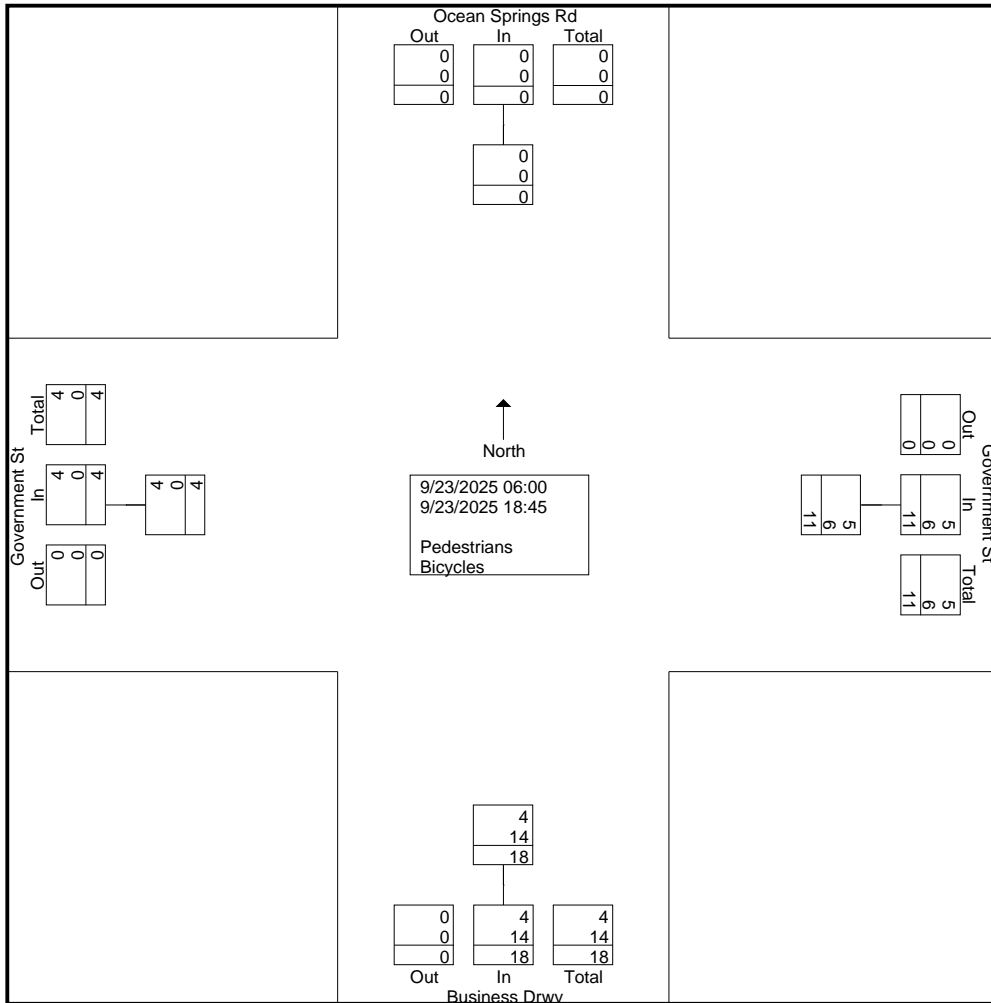 Ocean Springs Rd
Out In Total
0 0 0
0 0 0
0 0 0
0
0
0
Government St
Total
4
0
4
In
4
0
4
Out
0
0
0
4
0
4
North
9/23/2025 06:00
9/23/2025 18:45
Pedestrians
Bicycles
5
6
11
Government St
Out
0
0
0
In
5
6
11
Total
5
6
11
4
14
18
0 4 4
0 14 14
0 18 18
Out In Total
Business Drwy